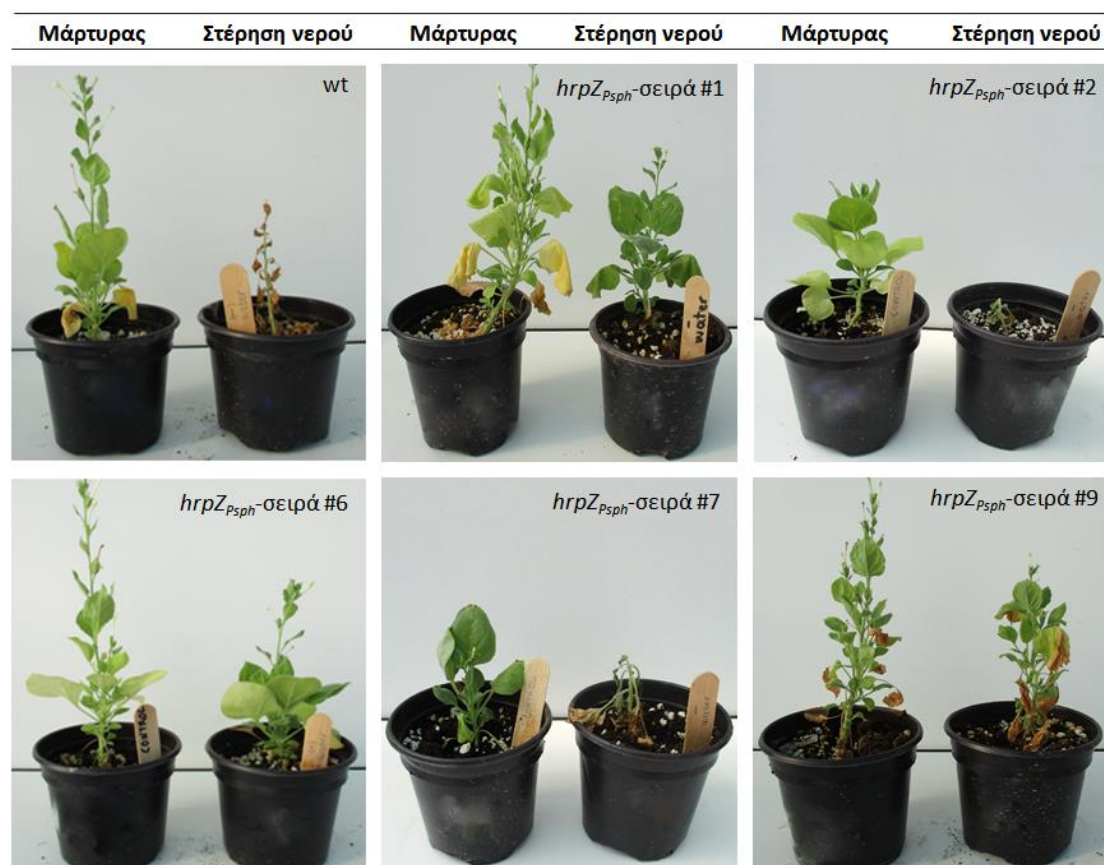 Μάρτυρας Στέρηση νερού Μάρτυρας Στέρηση νερού Μάρτυρας Στέρηση νερού
wt
hrpZPsph-σειρά #1
hrpZPsph-σειρά #2
water
hrpZPsph-σειρά #6
hrpZPsph-σειρά #7
hrpZPsph-σειρά #9
CONTROL